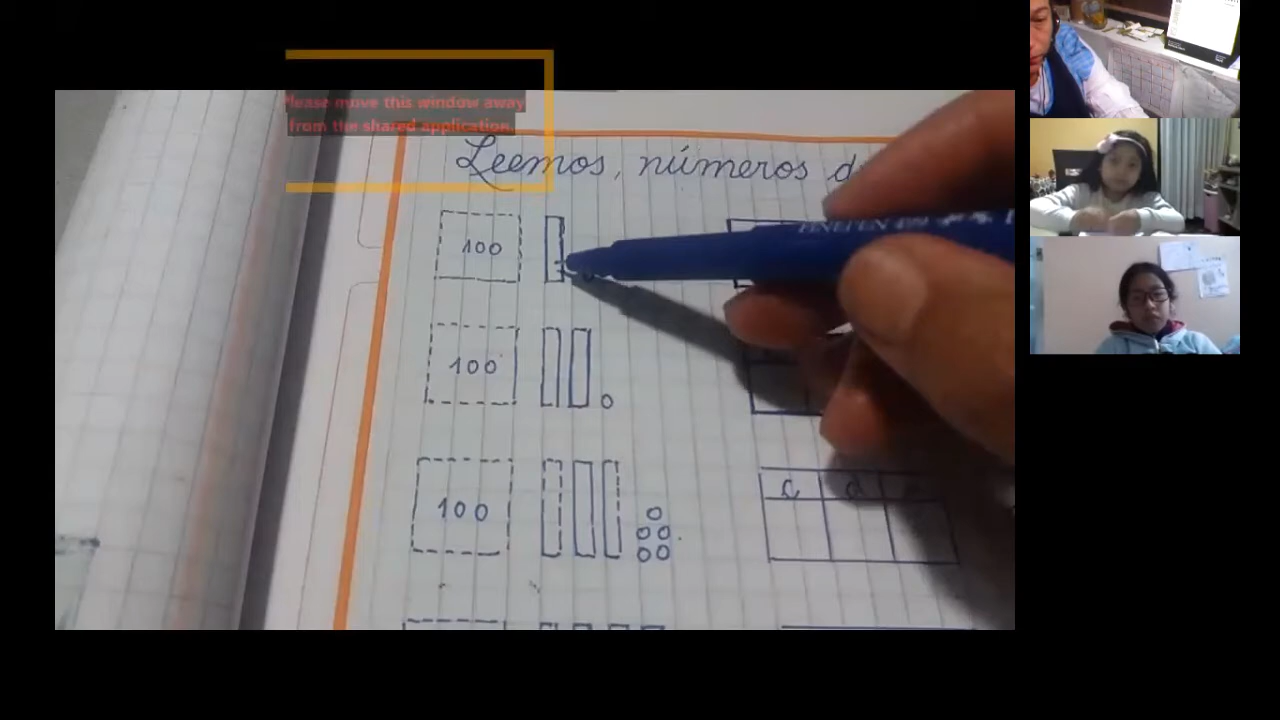 Please move this window away
from the shared application.
Leemos, números d
100
100
100
c d